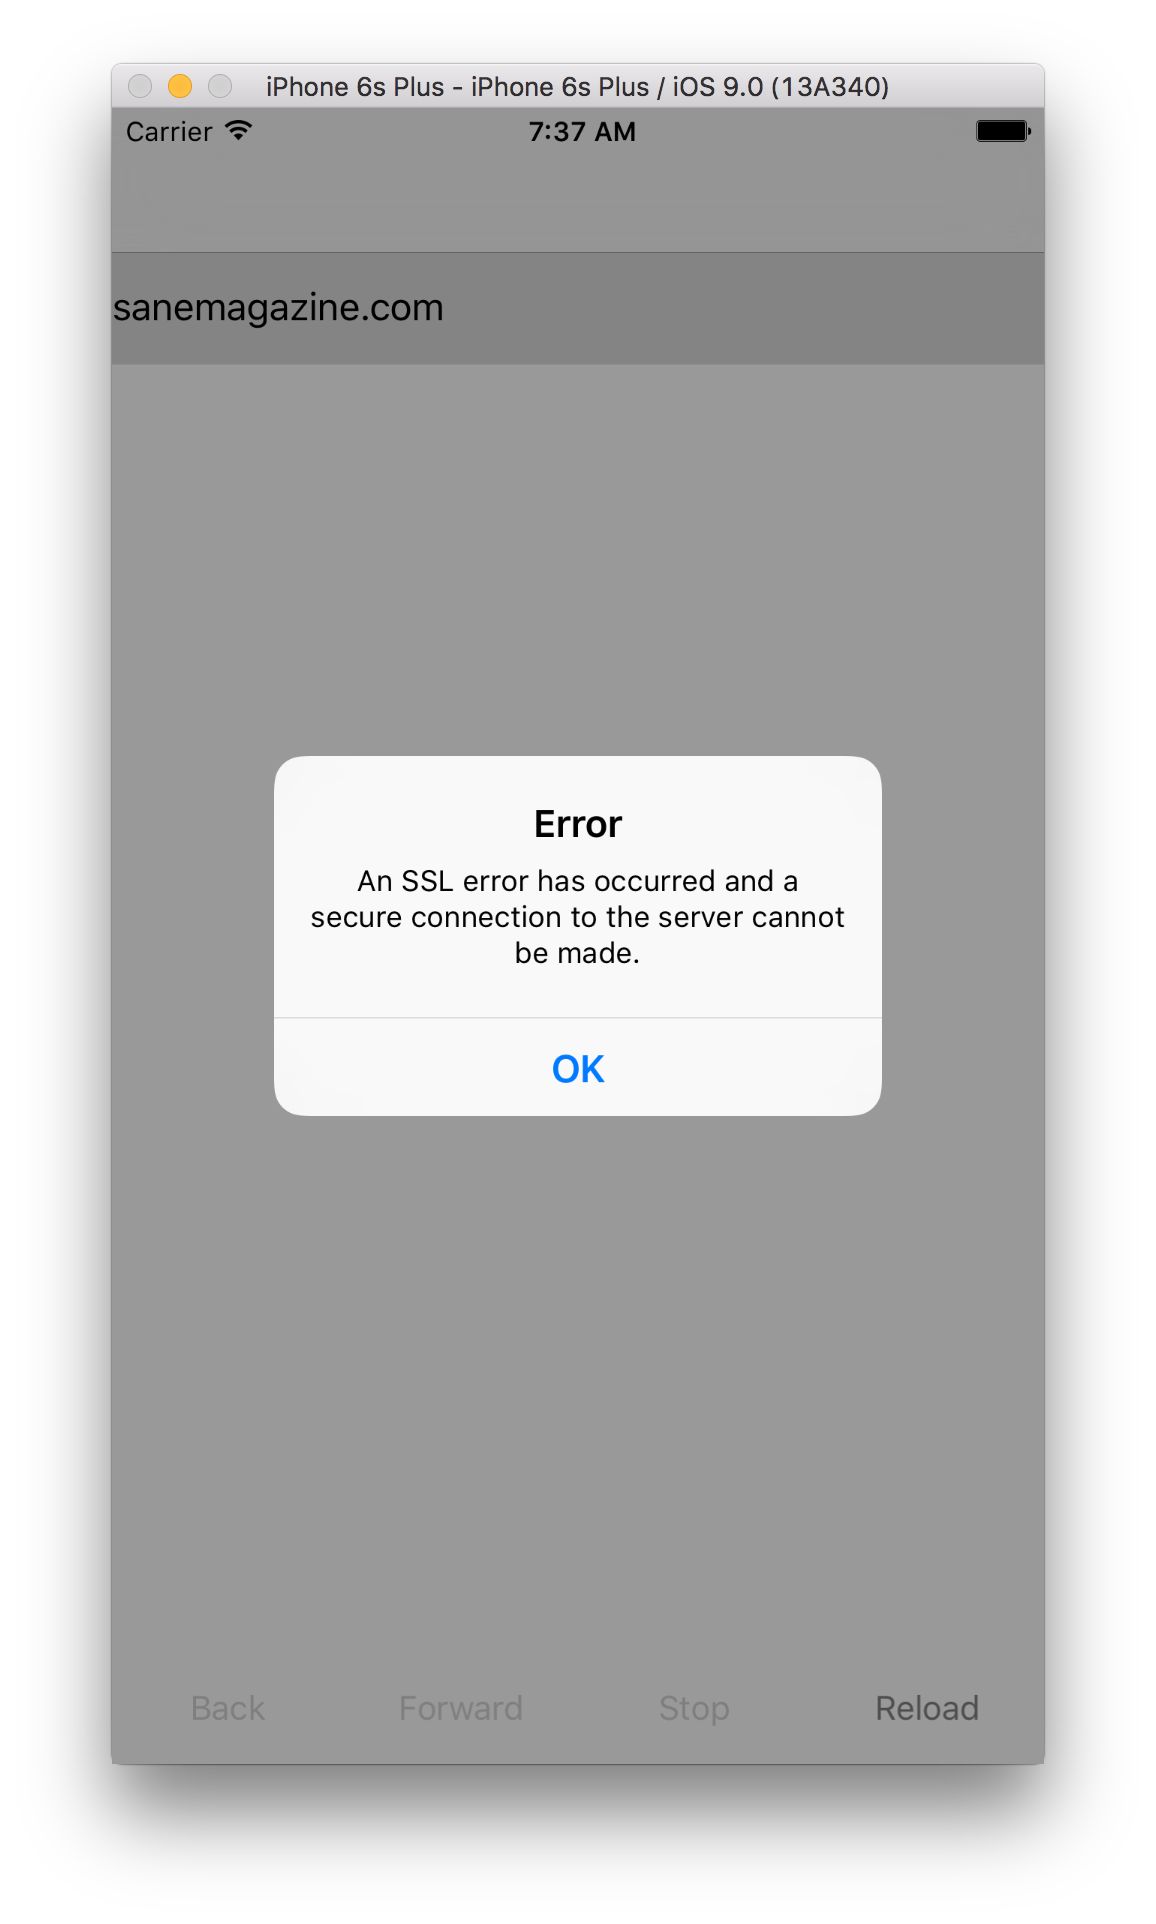 iPhone 6s Plus - iPhone 6s Plus / iOS 9.0 (13A340)
Carrier 7:37 AM
sanemagazine.com
Error
An SSL error has occurred and a
secure connection to the server cannot
be made.
OK
Back Forward Stop Reload